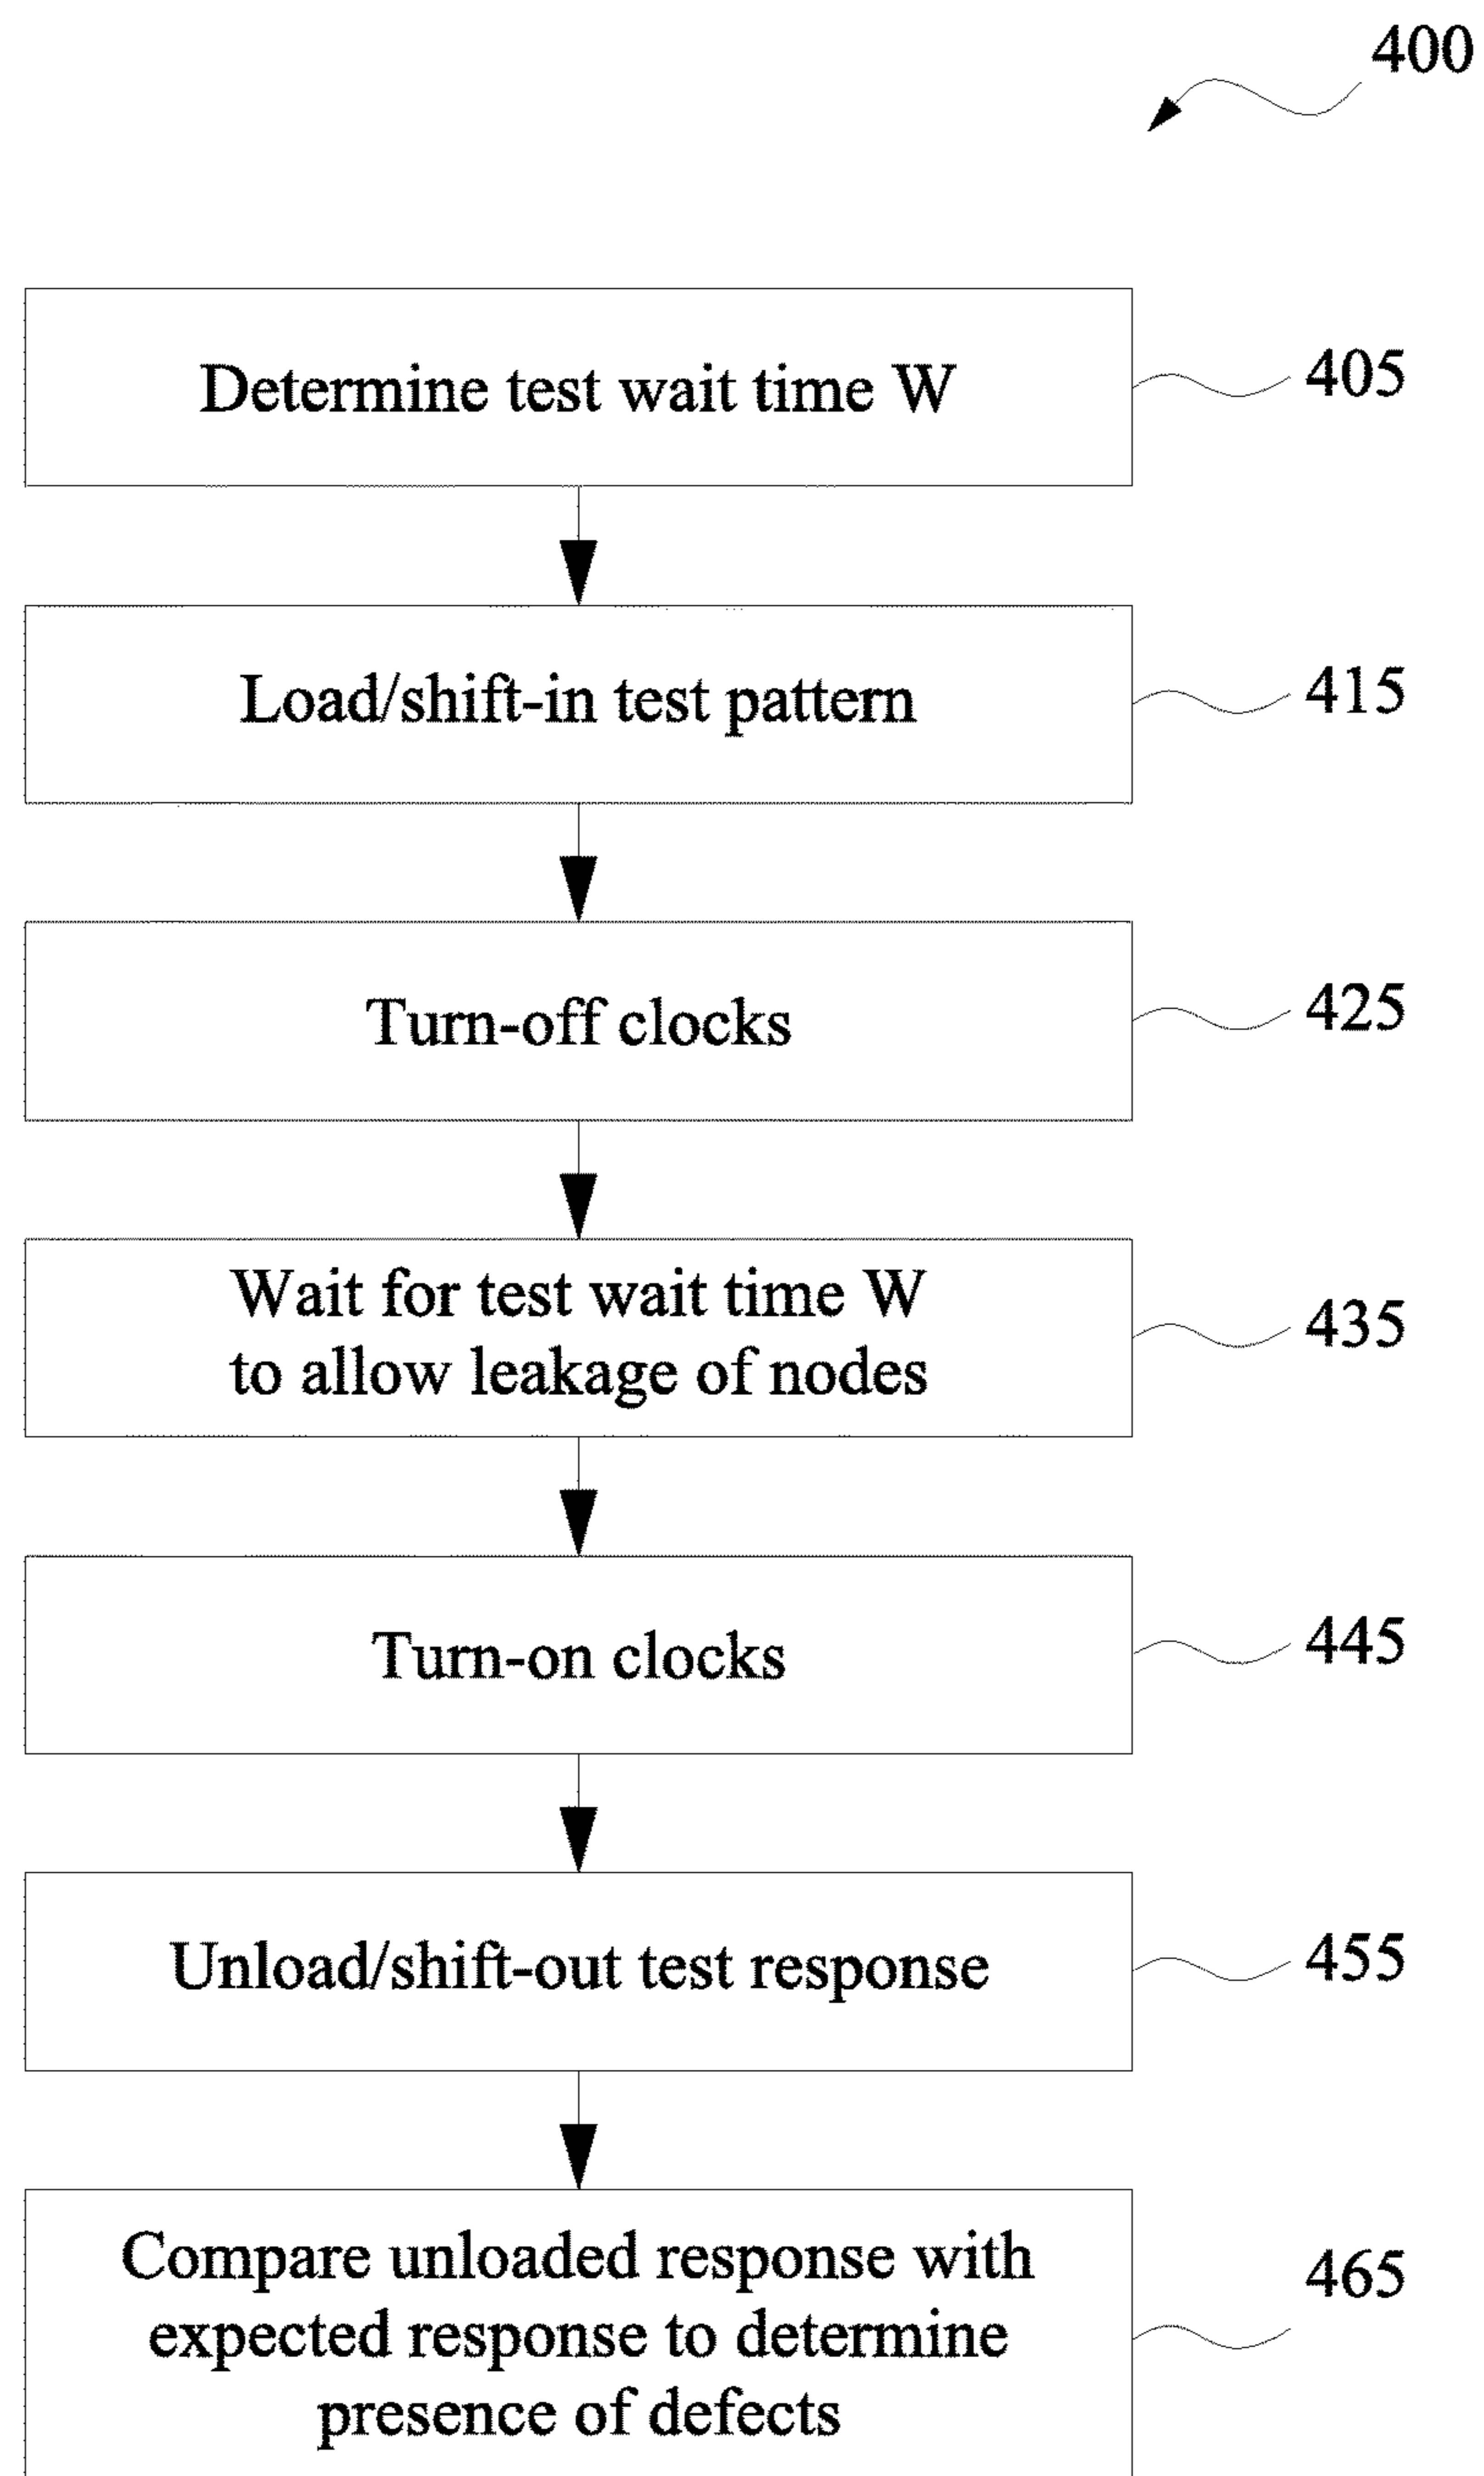 400
Determine test wait time W
405
Load/shift-in test pattern
415
Turn-off clocks
425
Wait for test wait time W
to allow leakage of nodes
435
Turn-on clocks
445
Unload/shift-out test response
455
Compare unloaded response with
expected response to determine
presence of defects
465